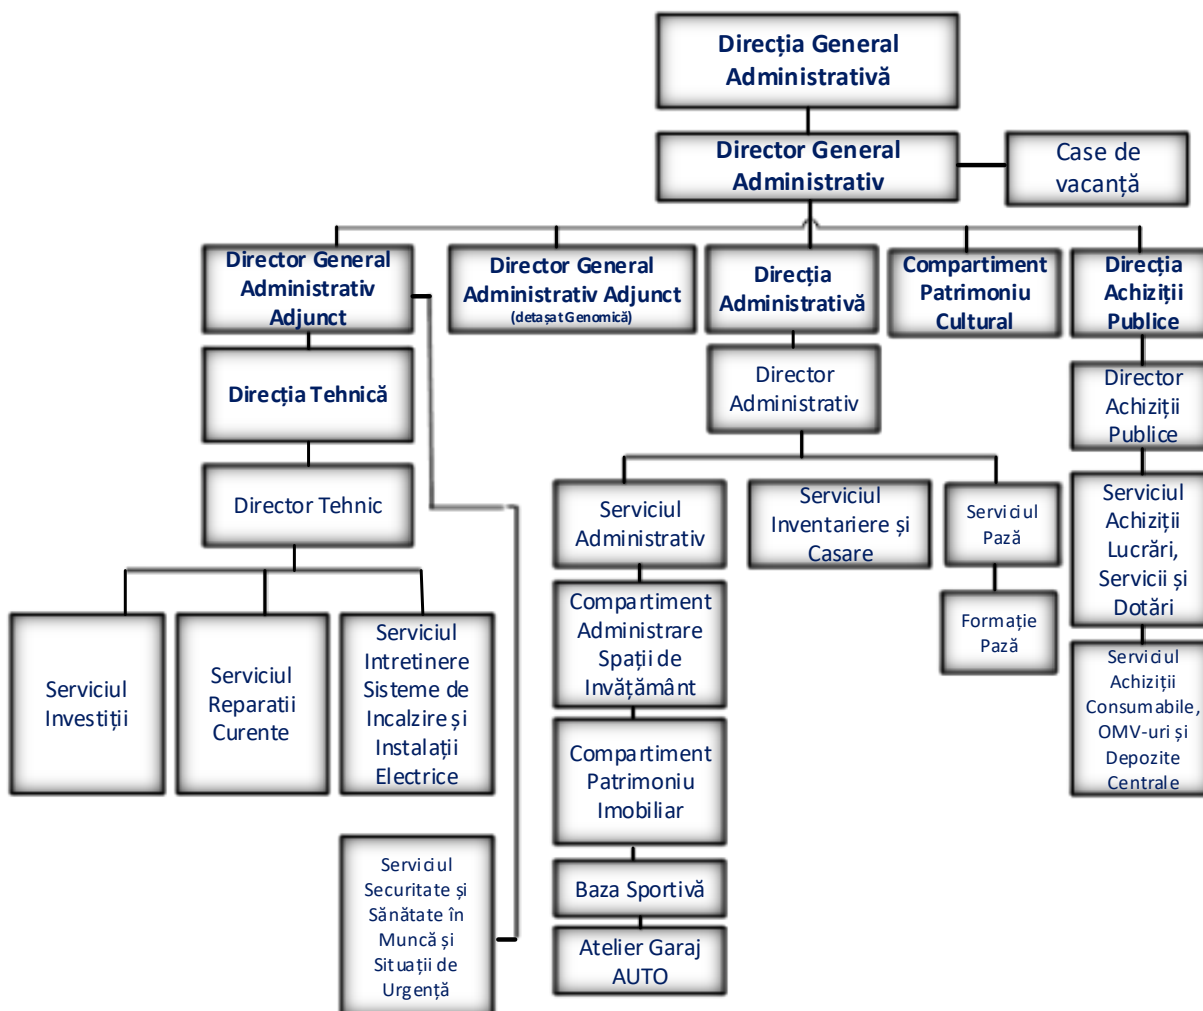 Direcția General
Administrativă
Director General
Administrativ
Case de
vacanță
Director General
Administrativ
Adjunct
Director General
Administrativ Adjunct
(detașat Genomică)
Direcția
Administrativă
Compartiment
Patrimoniu
Cultural
Direcția
Achiziții
Publice
Direcția Tehnică
Director
Administrativ
Director
Achiziții
Publice
Director Tehnic
Serviciul
Administrativ
Serviciul
Inventariere și
Casare
Serviciul
Pază
Serviciul
Achiziții
Lucrări,
Servicii și
Dotări
Serviciul
Investiții
Serviciul
Reparatii
Curente
Serviciul
Intretinere
Sisteme de
Incalzire și
Instalații
Electrice
Compartiment
Administrare
Spații de
Invățământ
Formație
Pază
Serviciul
Achiziții
Consumabile,
OMV-uri și
Depozite
Centrale
Compartiment
Patrimoniu
Imobiliar
Serviciul
Securitate și
Sănătate în
Muncă și
Situații de
Urgență
Baza Sportivă
Atelier Garaj
AUTO